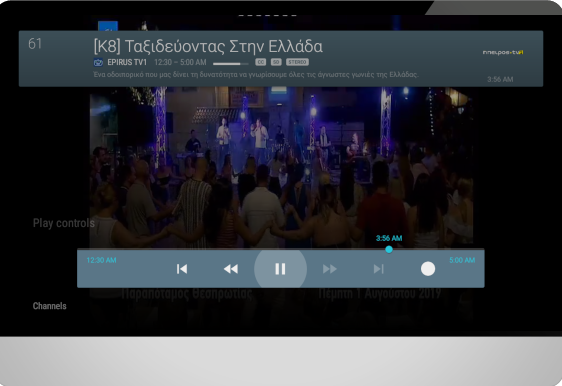 61
[K8] Ταξιδεύοντας Στην Ελλάδα
EPIRUS TV1 12:30 – 5:00 AM CC SD STEREO
Ένα οδοιπορικό που μας δίνει τη δυνατότητα να γνωρίσουμε όλες τις άγνωστες γωνιές της Ελλάδας.
3:56 AM
Play controls
3:56 AM
12:30 AM
5:00 AM
Παραπόταμος Θεσπρωτίας
Πέμπτη 1 Αυγούστου 2019
Channels